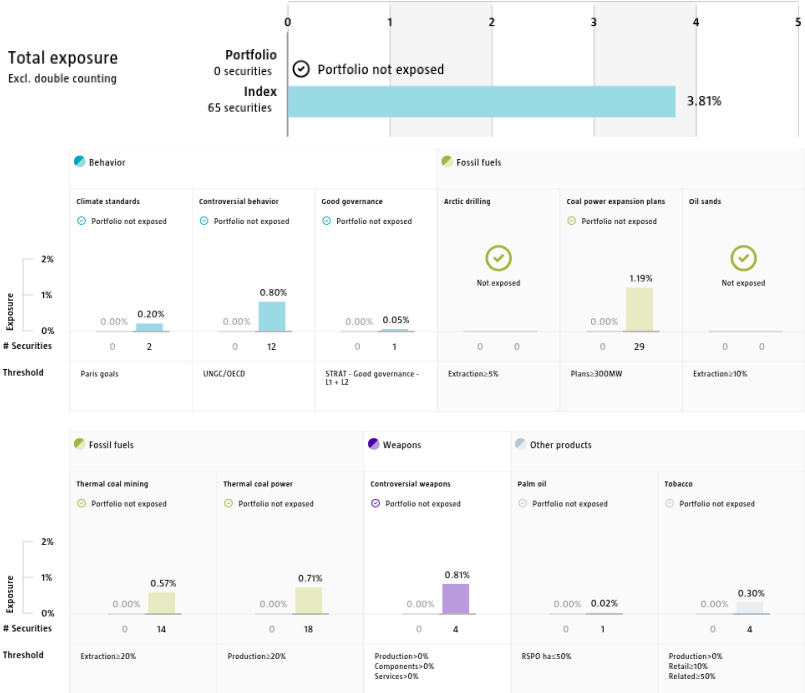 0 1 2 3 4 5
Total exposure
Excl. double counting
Portfolio
0 securities
Portfolio not exposed
Index
65 securities
3.81%
Behavior
Fossil fuels
Climate standards
Controversial behavior
Good governance
Arctic drilling
Coal power expansion plans
Oil sands
Portfolio not exposed
Portfolio not exposed
Portfolio not exposed
Portfolio not exposed
Not exposed
Not exposed
Exposure
2%
1%
0%
0.00% 0.20%
0.00% 0.80%
0.00% 0.05%
0.00% 1.19%
# Securities
0 2
0 12
0 1
0 0
0 29
0 0
Threshold
Paris goals
UNGC/OECD
STRAT - Good governance -
L1 + L2
Extraction≥5%
Plans≥300MW
Extraction≥10%
Fossil fuels
Weapons
Other products
Thermal coal mining
Thermal coal power
Controversial weapons
Palm oil
Tobacco
Portfolio not exposed
Portfolio not exposed
Portfolio not exposed
Portfolio not exposed
Portfolio not exposed
Exposure
2%
1%
0%
0.00% 0.57%
0.00% 0.71%
0.00% 0.81%
0.00% 0.02%
0.00% 0.30%
# Securities
0 14
0 18
0 4
0 1
0 4
Threshold
Extraction≥20%
Production≥20%
Production>0%
Components>0%
Services>0%
RSPO ha≤50%
Production>0%
Retail≥10%
Related≥50%